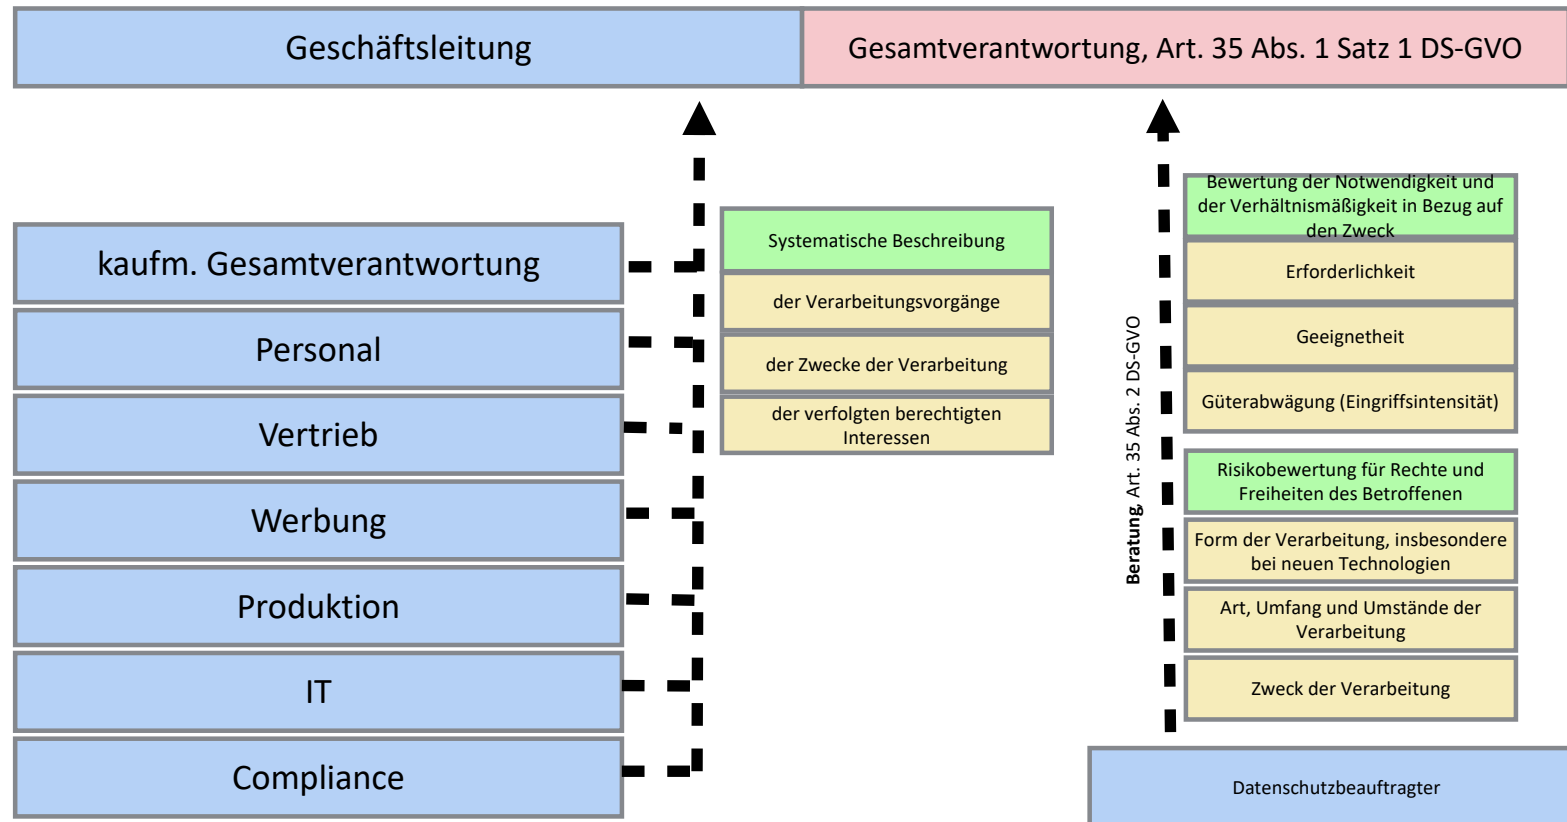 Geschäftsleitung
Gesamtverantwortung, Art. 35 Abs. 1 Satz 1 DS-GVO
kaufm. Gesamtverantwortung
Personal
Vertrieb
Werbung
Produktion
IT
Compliance
Systematische Beschreibung
der Verarbeitungsvorgänge
der Zwecke der Verarbeitung
der verfolgten berechtigten
Interessen
Beratung, Art. 35 Abs. 2 DS-GVO
Bewertung der Notwendigkeit und
der Verhältnismäßigkeit in Bezug auf
den Zweck
Erforderlichkeit
Geeignetheit
Güterabwägung (Eingriffsintensität)
Risikobewertung für Rechte und
Freiheiten des Betroffenen
Form der Verarbeitung, insbesondere
bei neuen Technologien
Art, Umfang und Umstände der
Verarbeitung
Zweck der Verarbeitung
Datenschutzbeauftragter